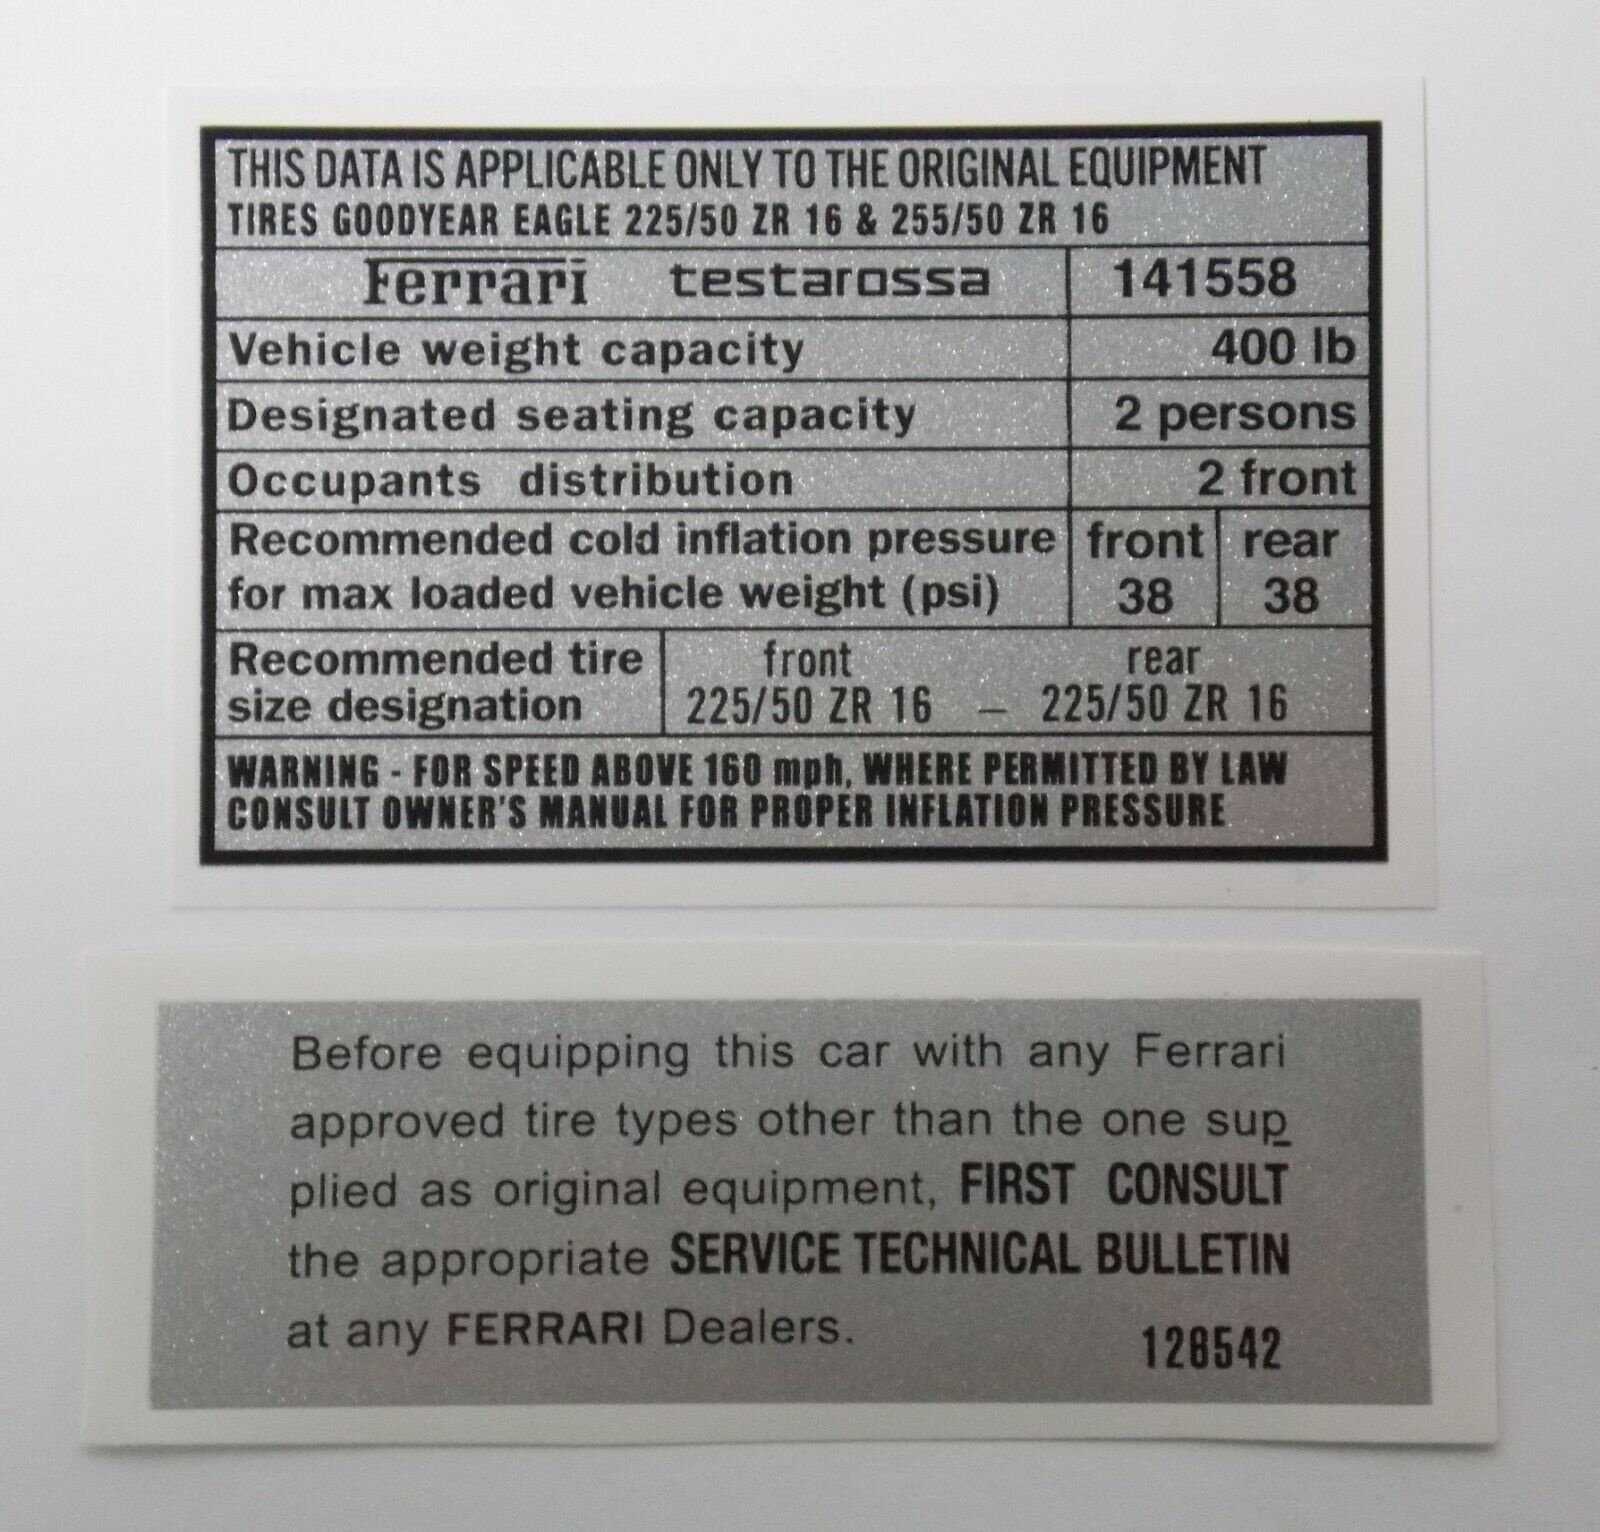 THIS DATA IS APPLICABLE ONLY TO THE ORIGINAL EQUIPMENT
TIRES GOODYEAR EAGLE 225/50 ZR 16 & 255/50 ZR 16
Ferrari testarossa 141558
Vehicle weight capacity 400 lb
Designated seating capacity 2 persons
Occupants distribution 2 front
Recommended cold inflation pressure front rear
for max loaded vehicle weight (psi) 38 38
Recommended tire front rear
size designation 225/50 ZR 16 – 225/50 ZR 16
WARNING - FOR SPEED ABOVE 160 mph, WHERE PERMITTED BY LAW
CONSULT OWNER'S MANUAL FOR PROPER INFLATION PRESSURE
Before equipping this car with any Ferrari
approved tire types other than the one sup_
plied as original equipment, FIRST CONSULT
the appropriate SERVICE TECHNICAL BULLETIN
at any FERRARI Dealers.
128542